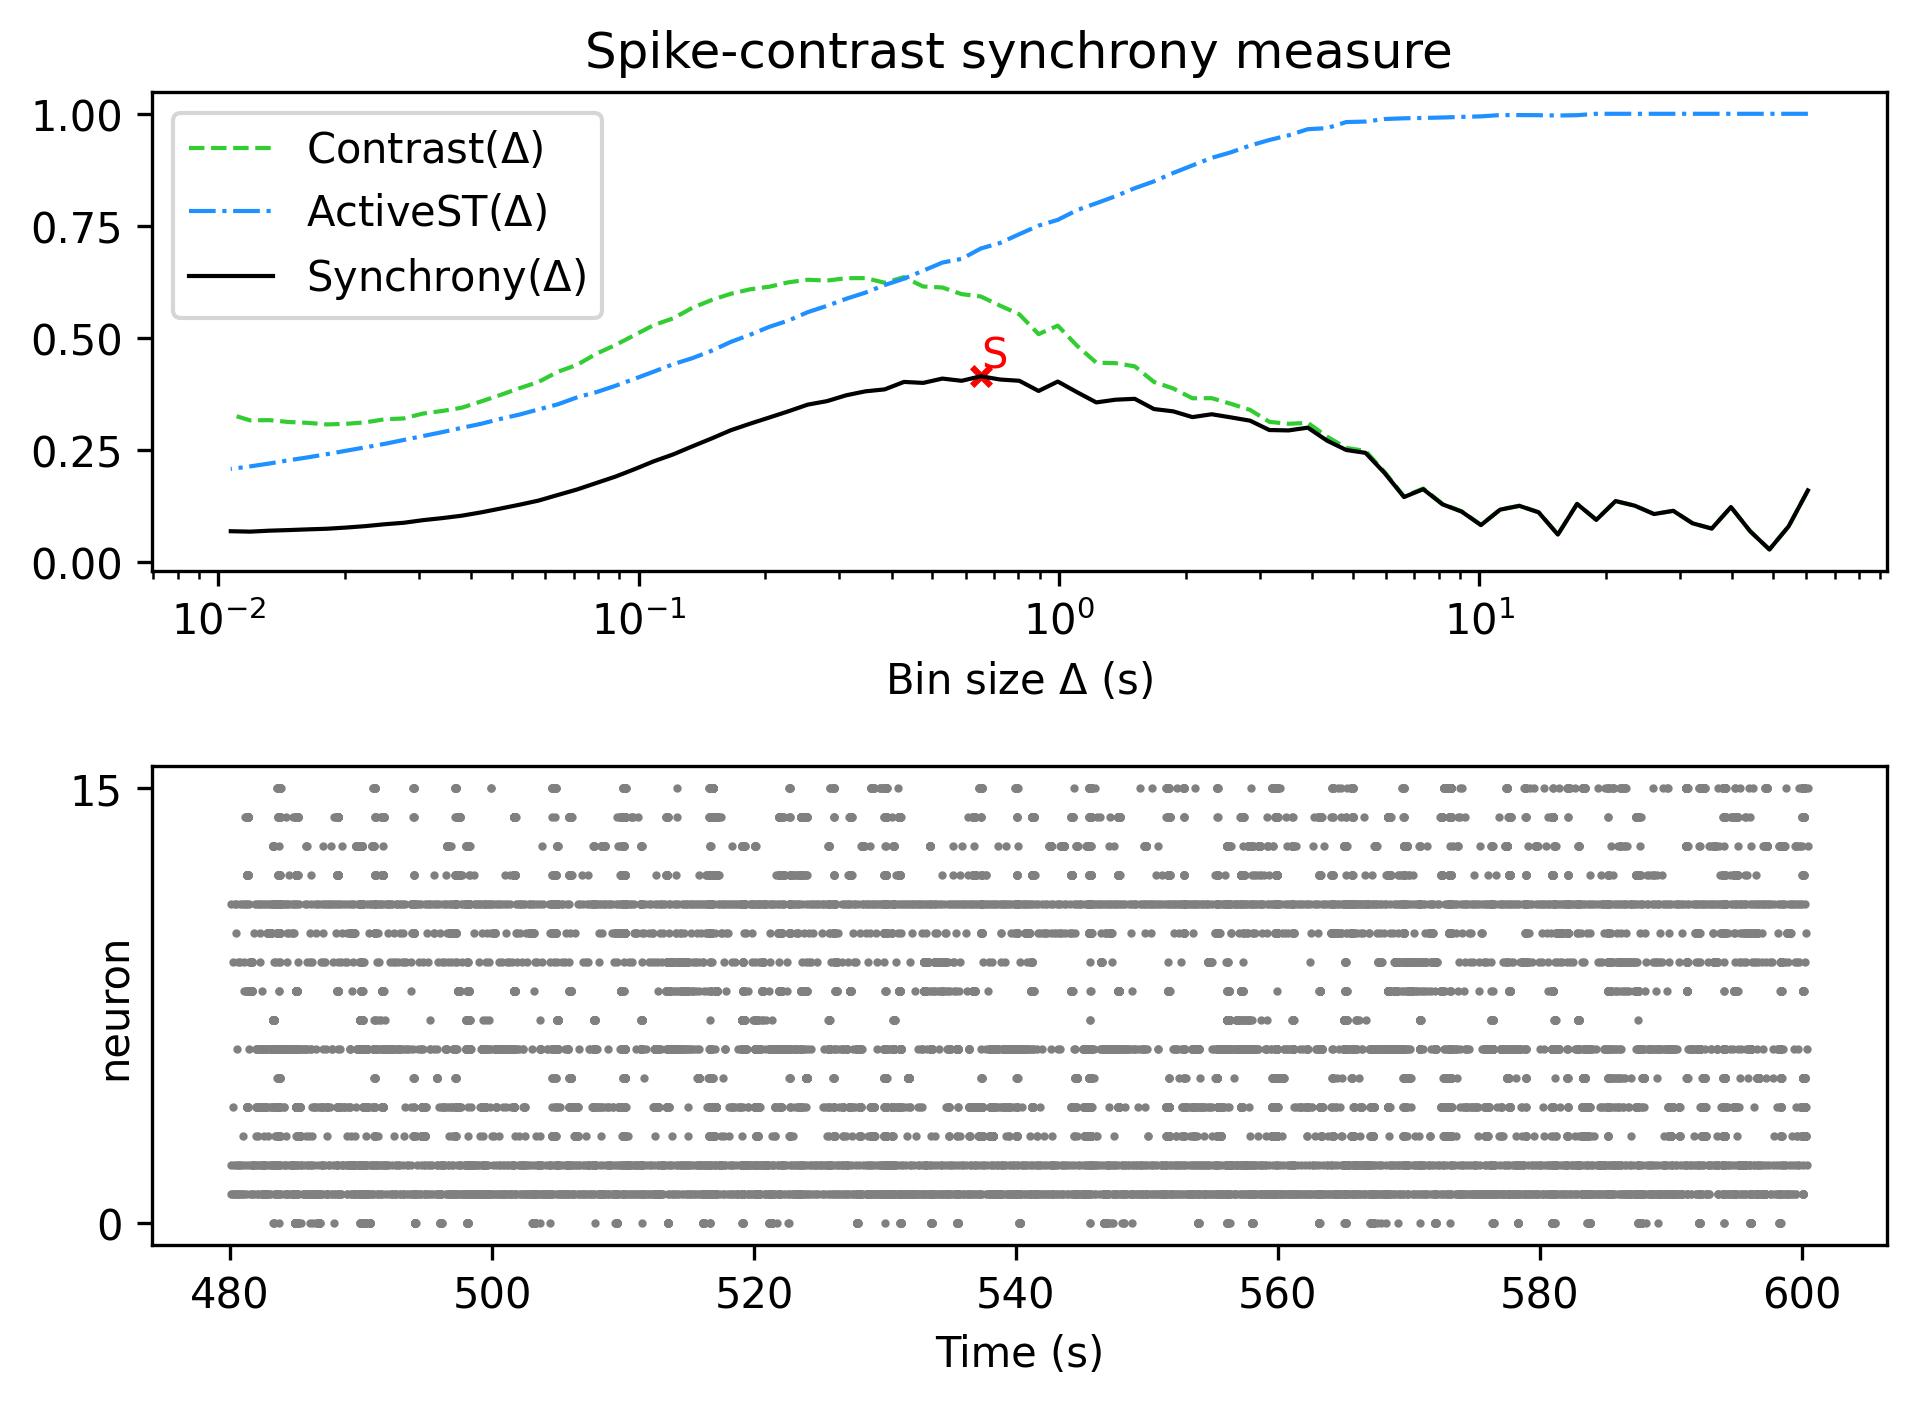 Spike-contrast synchrony measure
1.00
0.75
0.50
0.25
0.00
Contrast(Δ)
ActiveST(Δ)
Synchrony(Δ)
S
10⁻² 10⁻¹ 10⁰ 10¹
Bin size Δ (s)
15
0
neuron
480 500 520 540 560 580 600
Time (s)